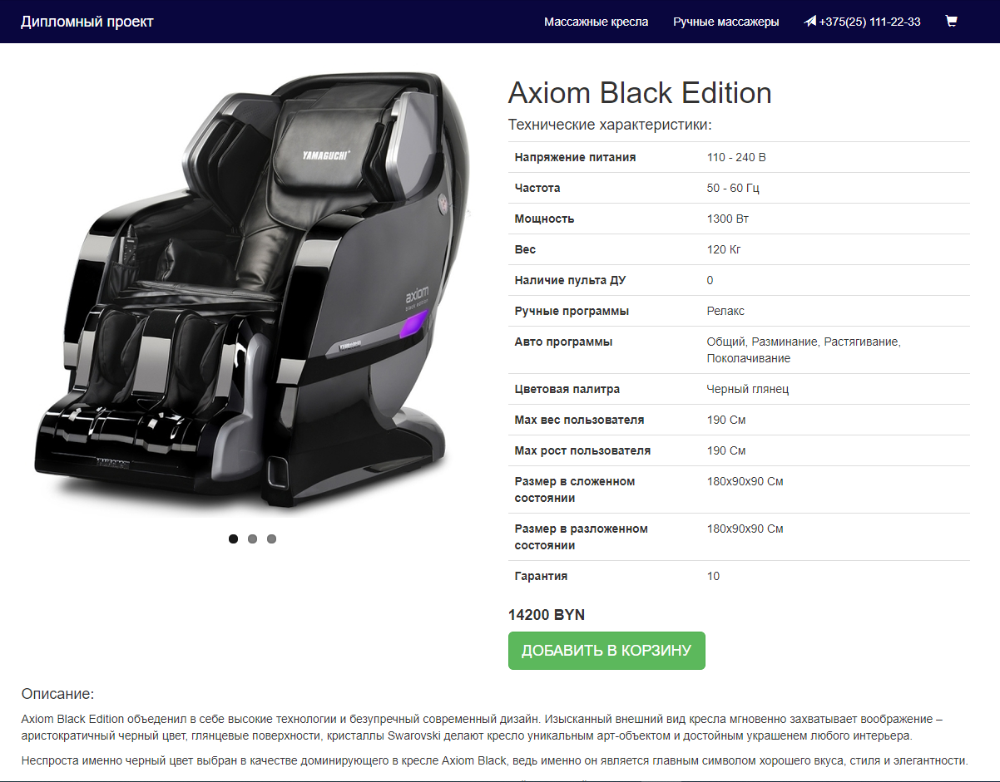 Дипломный проект
Массажные кресла
Ручные массажеры
+375(25) 111-22-33
YAMAGUCHI
axiom
black edition
YAMAGUCHI
YAMAGUCHI
Axiom Black Edition
Технические характеристики:
Напряжение питания 110 - 240 В
Частота 50 - 60 Гц
Мощность 1300 Вт
Вес 120 Кг
Наличие пульта ДУ 0
Ручные программы Релакс
Авто программы Общий, Разминание, Растягивание,
Поколачивание
Цветовая палитра Черный глянец
Мах вес пользователя 190 См
Мах рост пользователя 190 См
Размер в сложенном 180х90х90 См
состоянии
Размер в разложенном 180х90х90 См
состоянии
Гарантия 10
14200 BYN
ДОБАВИТЬ В КОРЗИНУ
Описание:
Axiom Black Edition объеденил в себе высокие технологии и безупречный современный дизайн. Изысканный внешний вид кресла мгновенно захватывает воображение –
аристократичный черный цвет, глянцевые поверхности, кристаллы Swarovski делают кресло уникальным арт-объектом и достойным украшенем любого интерьера.
Неспроста именно черный цвет выбран в качестве доминирующего в кресле Axiom Black, ведь именно он является главным символом хорошего вкуса, стиля и элегантности.